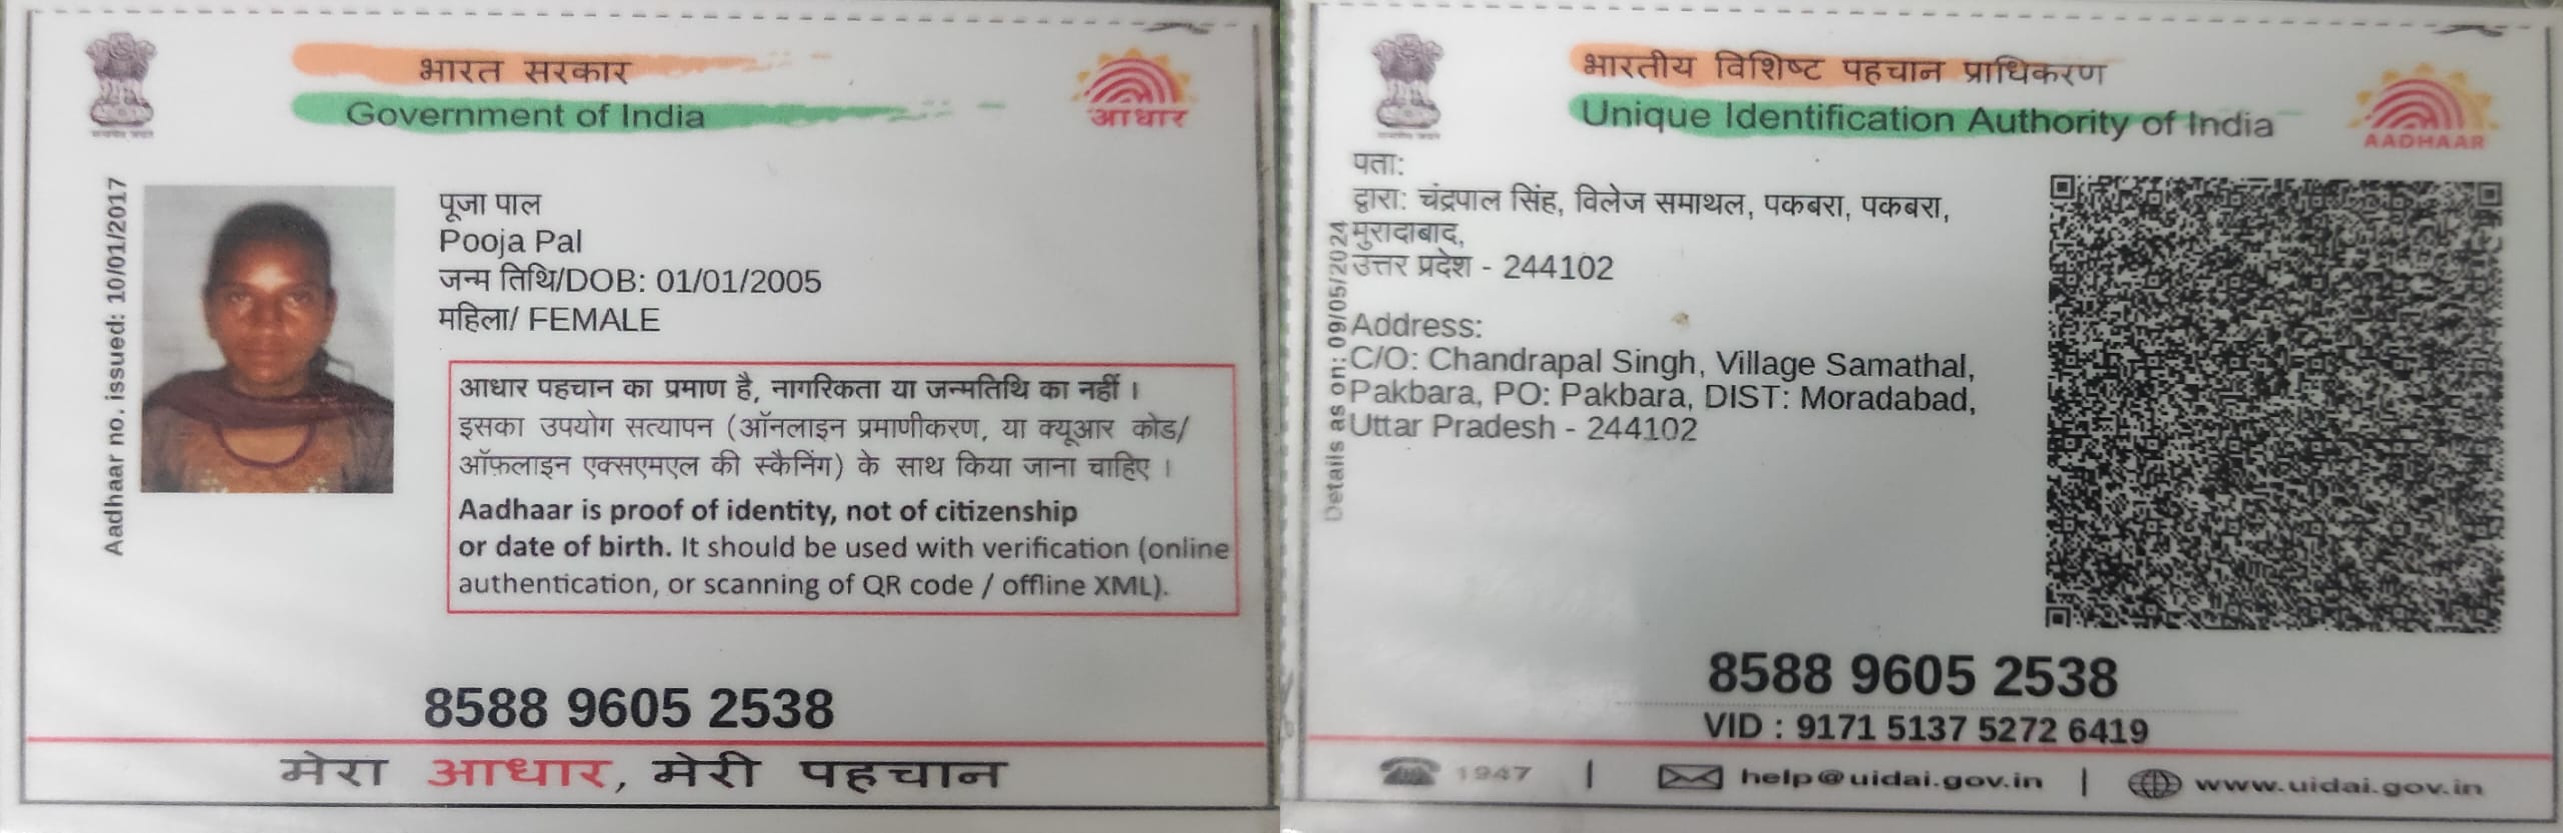 भारत सरकार
Government of India
आधार
Aadhaar no. issued: 10/01/2017
पूजा पाल
Pooja Pal
जन्म तिथि/DOB: 01/01/2005
महिला/ FEMALE
आधार पहचान का प्रमाण है, नागरिकता या जन्मतिथि का नहीं ।
इसका उपयोग सत्यापन (ऑनलाइन प्रमाणीकरण, या क्यूआर कोड/
ऑफ़लाइन एक्सएमएल की स्कैनिंग) के साथ किया जाना चाहिए ।
Aadhaar is proof of identity, not of citizenship
or date of birth. It should be used with verification (online
authentication, or scanning of QR code / offline XML).
8588 9605 2538
मेरा आधार, मेरी पहचान
भारतीय विशिष्ट पहचान प्राधिकरण
Unique Identification Authority of India
AADHAAR
Details as on: 09/05/2024
पता:
द्वारा: चंद्रपाल सिंह, विलेज समाथल, पकबरा, पकबरा,
मुरादाबाद,
उत्तर प्रदेश - 244102
Address:
C/O: Chandrapal Singh, Village Samathal,
Pakbara, PO: Pakbara, DIST: Moradabad,
Uttar Pradesh - 244102
8588 9605 2538
VID : 9171 5137 5272 6419
1947 | help@uidai.gov.in | www.uidai.gov.in